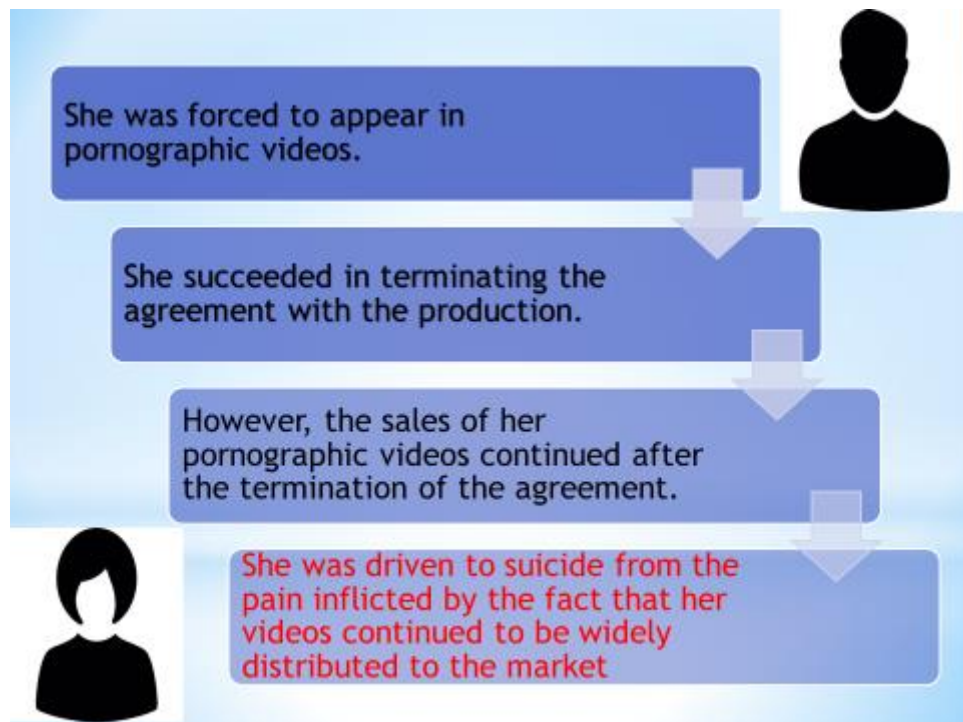 She was forced to appear in
pornographic videos.
She succeeded in terminating the
agreement with the production.
However, the sales of her
pornographic videos continued after
the termination of the agreement.
She was driven to suicide from the
pain inflicted by the fact that her
videos continued to be widely
distributed to the market